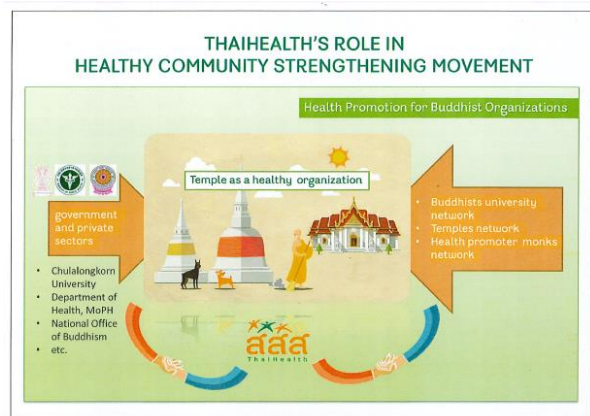 THAIHEALTH'S ROLE IN
HEALTHY COMMUNITY STRENGTHENING MOVEMENT
Health Promotion for Buddhist Organizations
Temple as a healthy organization
government
and private
sectors
• Chulalongkorn
University
• Department of
Health, MoPH
• National Office
of Buddhism
• etc.
• Buddhists university
network
• Temples network
• Health promoter monks
network
สสส
ThaiHealth